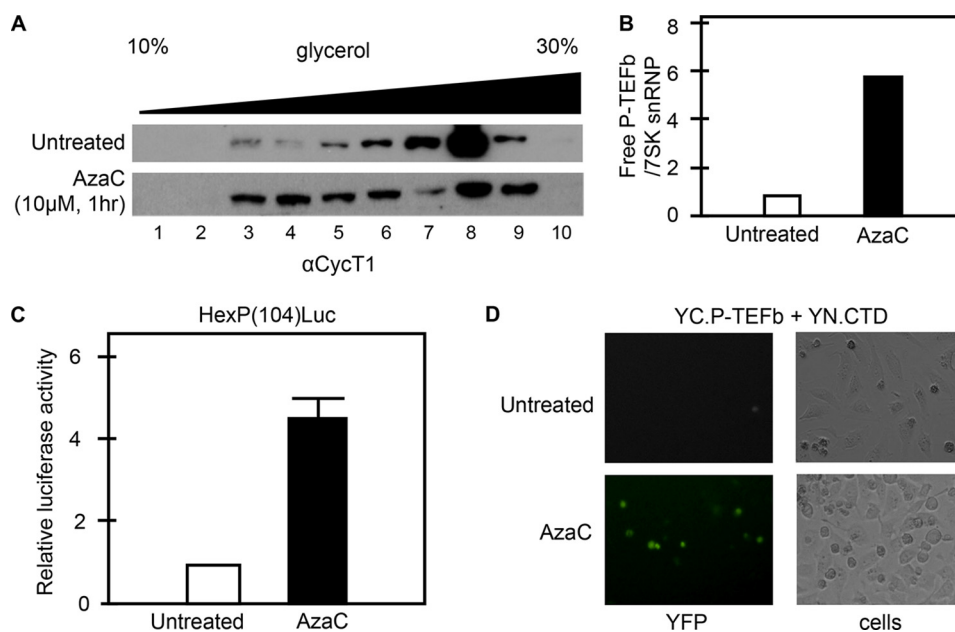 A
10%
glycerol
30%
Untreated
AzaC
(10µM, 1hr)
1 2 3 4 5 6 7 8 9 10
αCycT1
B
Free P-TEFb
/7SK snRNP
8
6
4
2
0
Untreated
AzaC
C
HexP(104)Luc
Relative luciferase activity
6
4
2
0
Untreated
AzaC
D
YC.P-TEFb + YN.CTD
Untreated
AzaC
YFP
cells